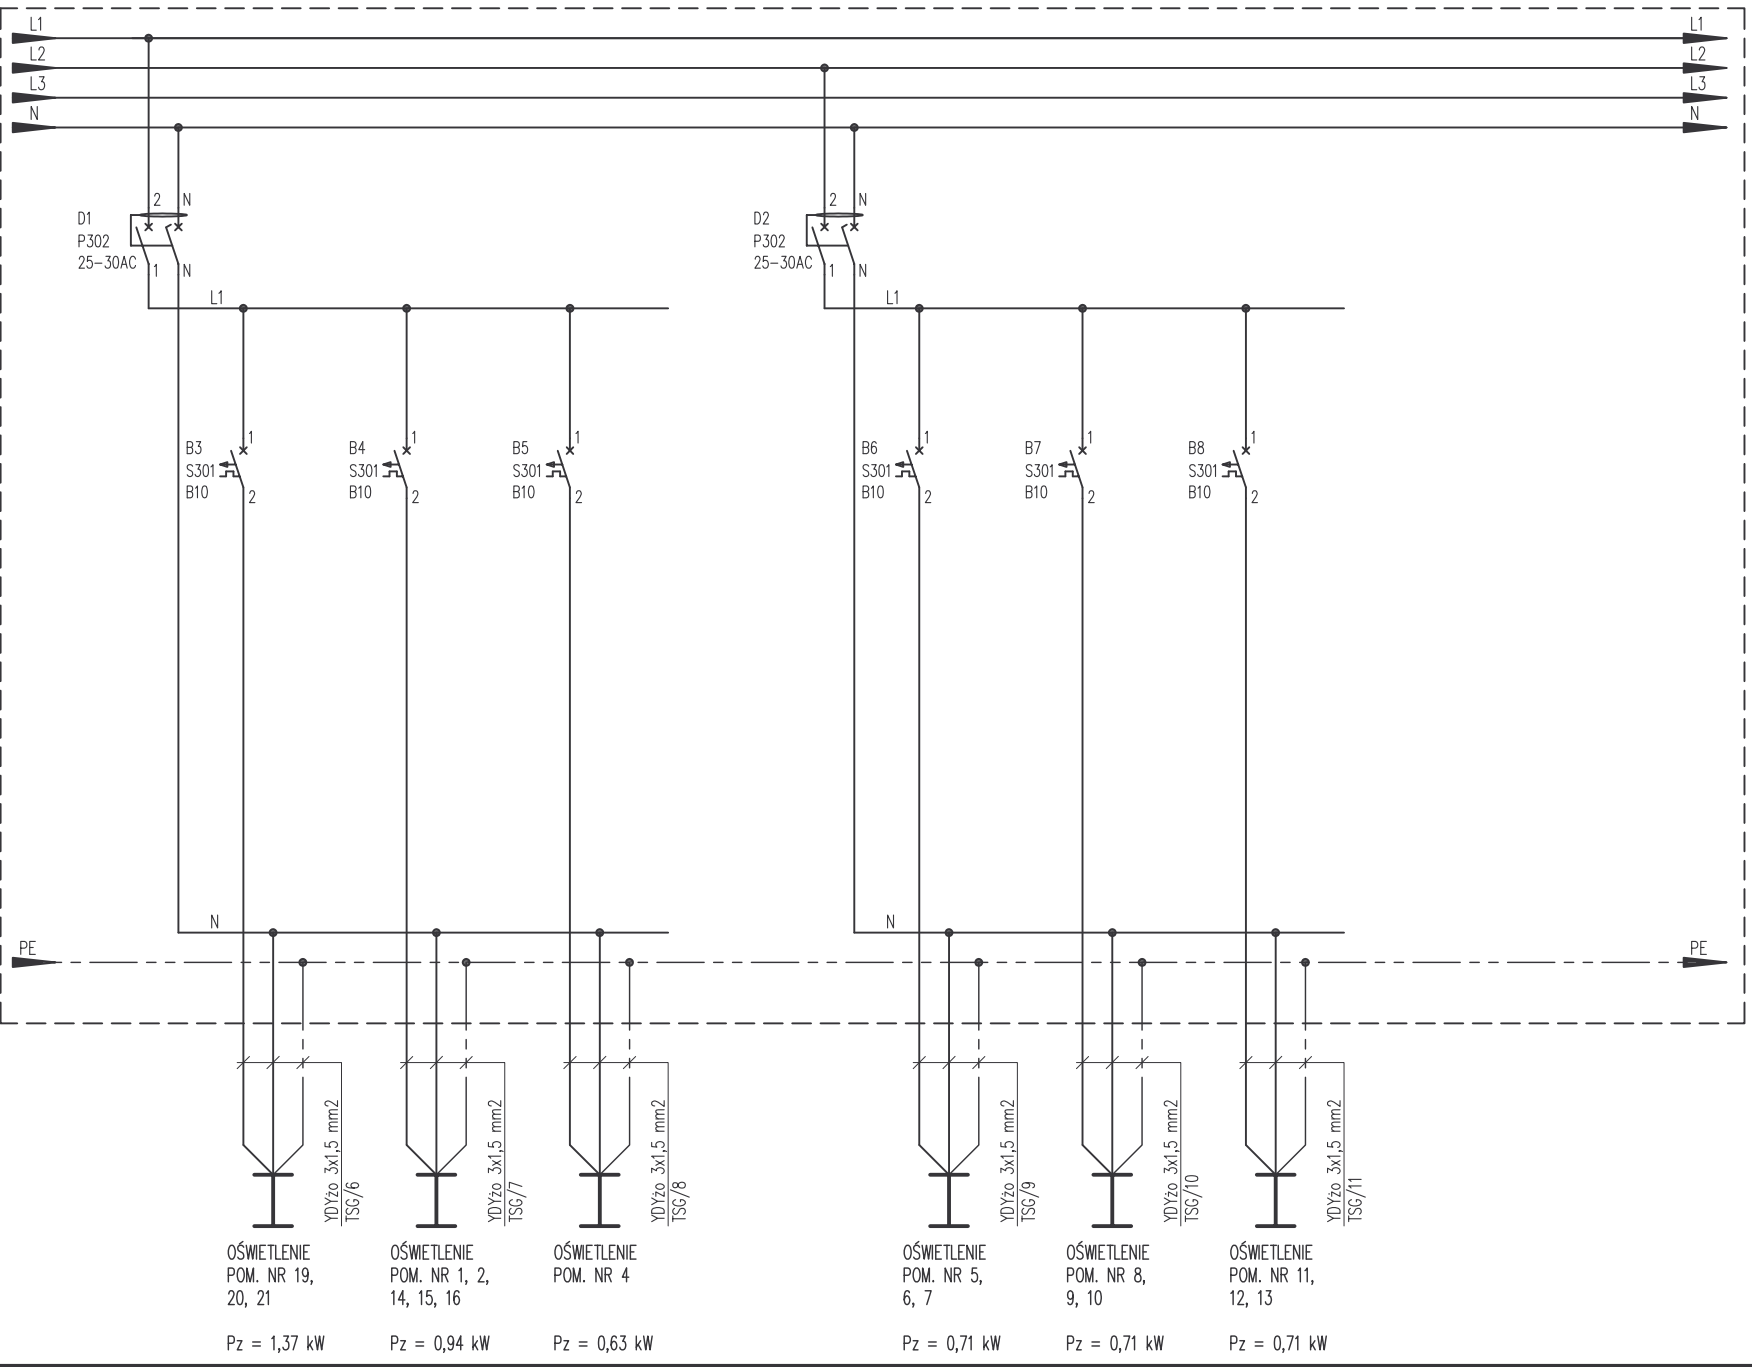 L1
L1
L2
L2
L3
L3
N
N
2 N
D1
P302
25-30AC
1 N
L1
2 N
D2
P302
25-30AC
1 N
L1
1
B3
S301
B10
2
1
B4
S301
B10
2
1
B5
S301
B10
2
1
B6
S301
B10
2
1
B7
S301
B10
2
1
B8
S301
B10
2
N
N
PE
PE
YDYżo 3x1,5 mm2
TSG/6
YDYżo 3x1,5 mm2
TSG/7
YDYżo 3x1,5 mm2
TSG/8
YDYżo 3x1,5 mm2
TSG/9
YDYżo 3x1,5 mm2
TSG/10
YDYżo 3x1,5 mm2
TSG/11
OŚWIETLENIE
POM. NR 19,
20, 21
Pz = 1,37 kW
OŚWIETLENIE
POM. NR 1, 2,
14, 15, 16
Pz = 0,94 kW
OŚWIETLENIE
POM. NR 4
Pz = 0,63 kW
OŚWIETLENIE
POM. NR 5,
6, 7
Pz = 0,71 kW
OŚWIETLENIE
POM. NR 8,
9, 10
Pz = 0,71 kW
OŚWIETLENIE
POM. NR 11,
12, 13
Pz = 0,71 kW